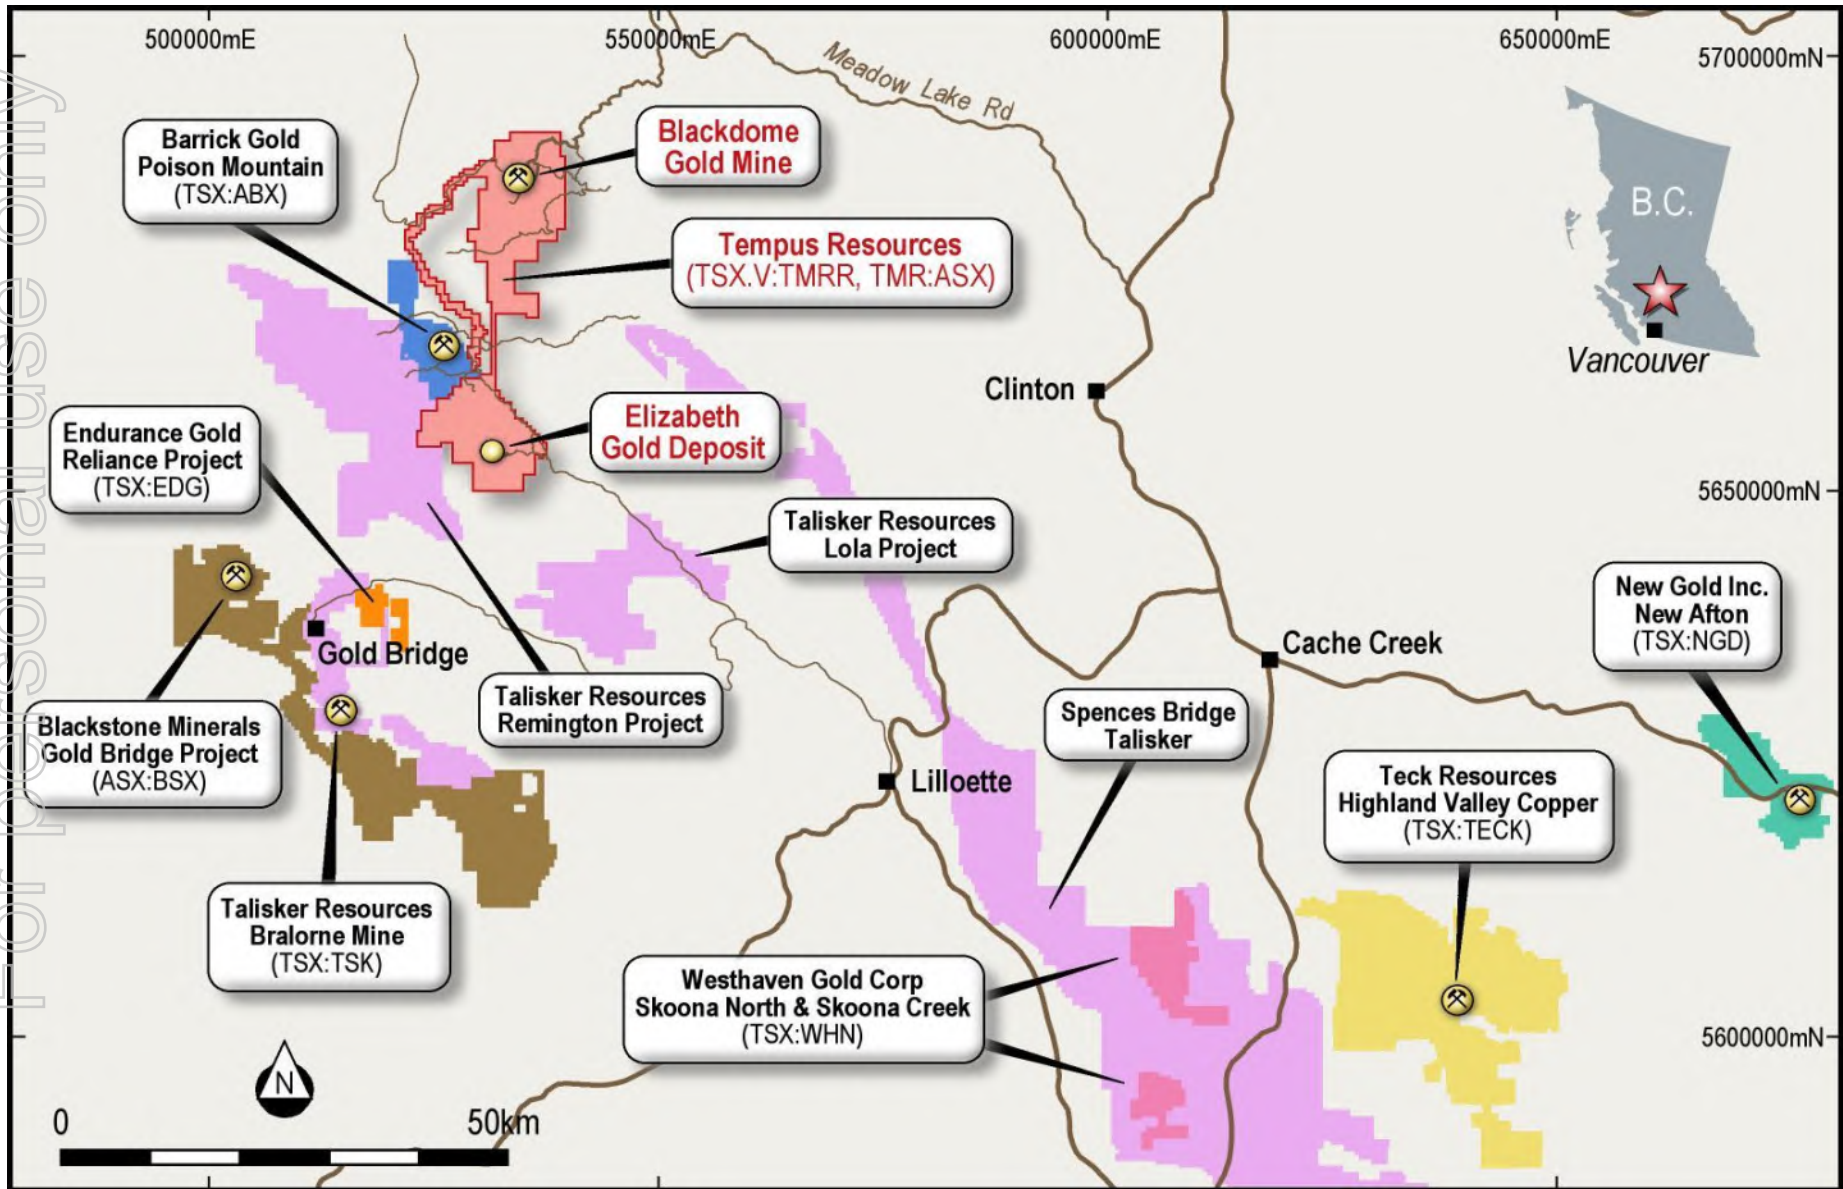 500000mE
550000mE
600000mE
650000mE
5700000mN
Meadow Lake Rd
Barrick Gold
Poison Mountain
(TSX:ABX)
Blackdome
Gold Mine
B.C.
Tempus Resources
(TSX.V:TMRR, TMR:ASX)
Vancouver
Clinton
Elizabeth
Gold Deposit
Endurance Gold
Reliance Project
(TSX:EDG)
5650000mN
Talisker Resources
Lola Project
New Gold Inc.
New Afton
(TSX:NGD)
Gold Bridge
Cache Creek
Talisker Resources
Remington Project
Spences Bridge
Talisker
Blackstone Minerals
Gold Bridge Project
(ASX:BSX)
Lilloette
Teck Resources
Highland Valley Copper
(TSX:TECK)
Talisker Resources
Bralorne Mine
(TSX:TSK)
Westhaven Gold Corp
Skoona North & Skoona Creek
(TSX:WHN)
5600000mN
N
0
50km
For personal use only